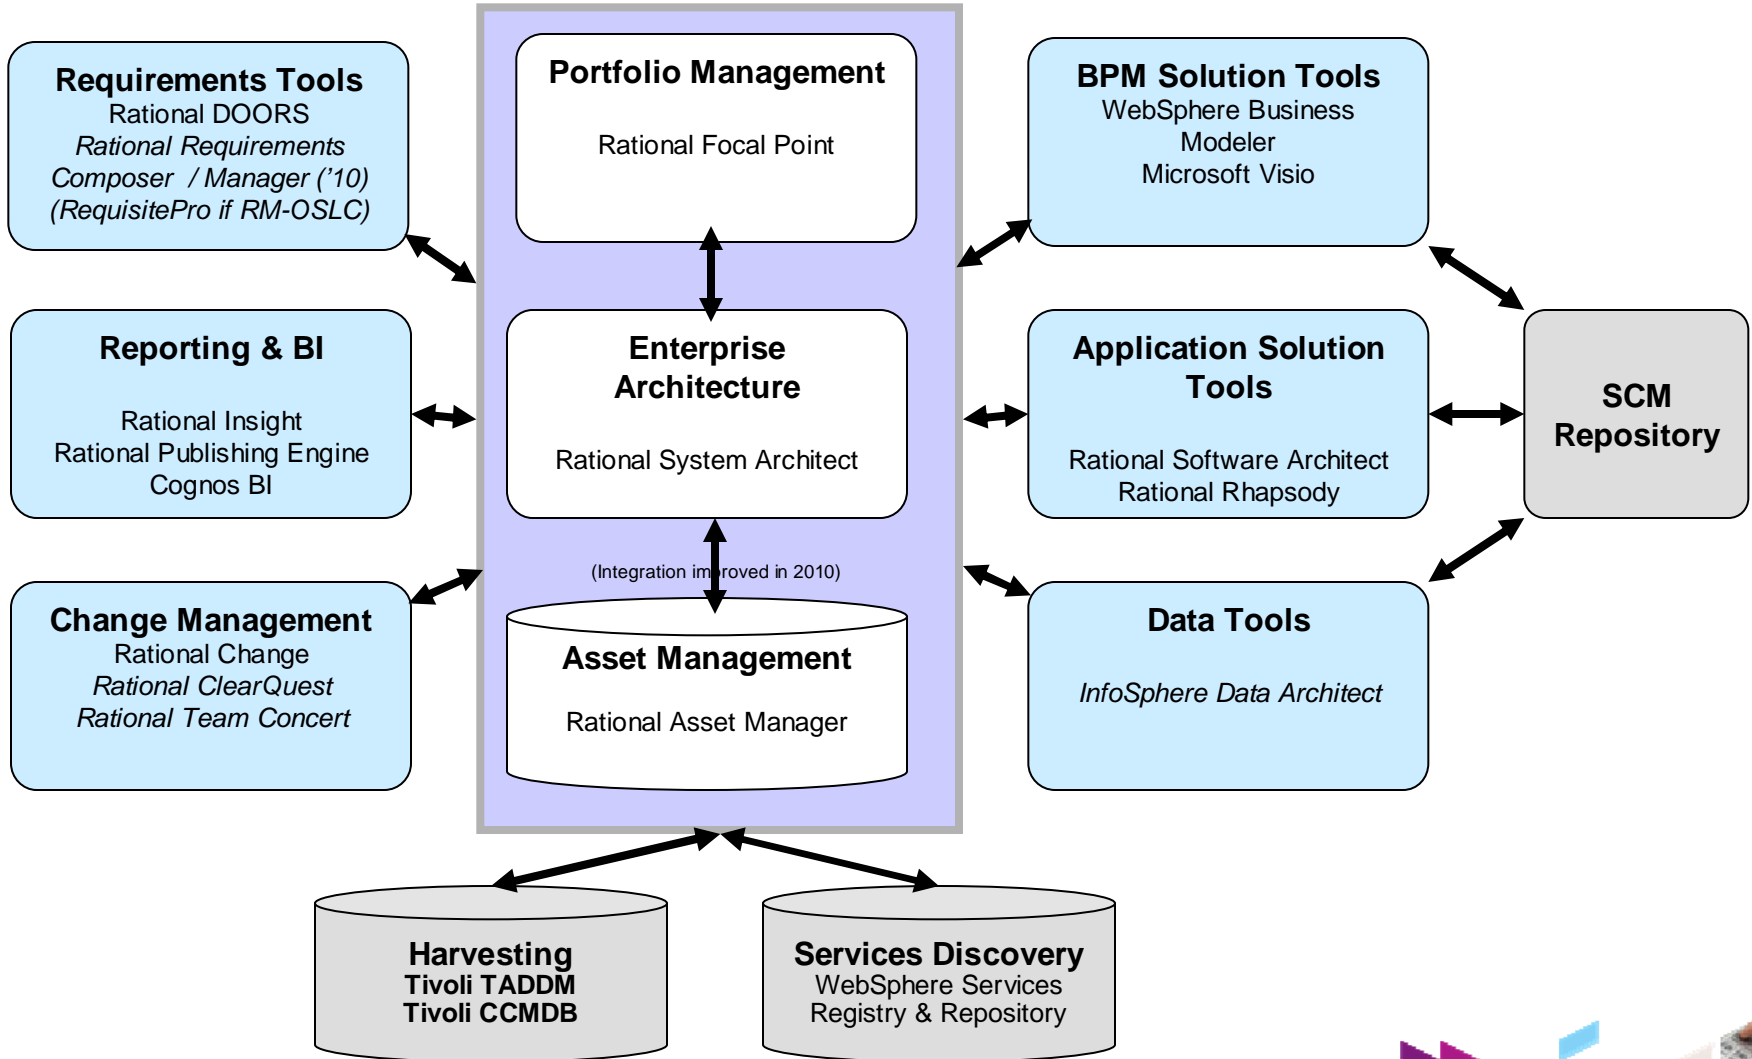 Requirements Tools
Rational DOORS
Rational Requirements
Composer / Manager ('10)
(RequisitePro if RM-OSLC)
Portfolio Management
Rational Focal Point
BPM Solution Tools
WebSphere Business
Modeler
Microsoft Visio
Reporting & BI
Rational Insight
Rational Publishing Engine
Cognos BI
Enterprise
Architecture
Rational System Architect
Application Solution
Tools
Rational Software Architect
Rational Rhapsody
SCM
Repository
(Integration improved in 2010)
Change Management
Rational Change
Rational ClearQuest
Rational Team Concert
Asset Management
Rational Asset Manager
Data Tools
InfoSphere Data Architect
Harvesting
Tivoli TADDM
Tivoli CCMDB
Services Discovery
WebSphere Services
Registry & Repository